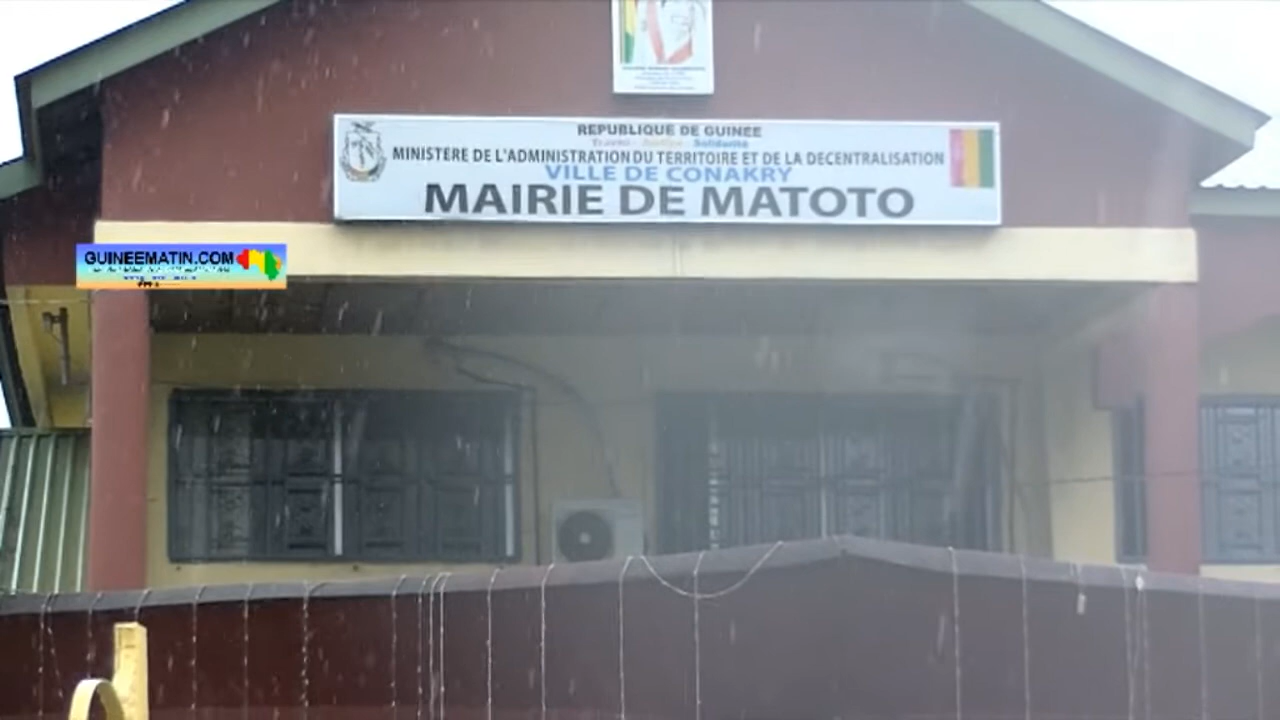 REPUBLIQUE DE GUINEE
Travail - Justice - Solidarité
MINISTERE DE L'ADMINISTRATION DU TERRITOIRE ET DE LA DECENTRALISATION
VILLE DE CONAKRY
MAIRIE DE MATOTO
GUINEEMATIN.COM